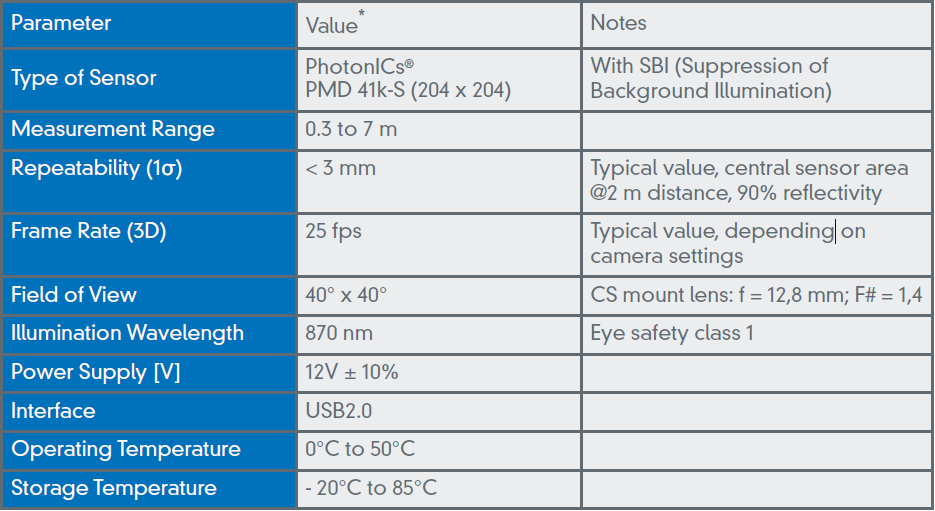 Parameter Value* Notes
Type of Sensor PhotonICs® With SBI (Suppression of
PMD 41k-S (204 x 204) Background Illumination)
Measurement Range 0.3 to 7 m
Repeatability (1σ) < 3 mm Typical value, central sensor area
@2 m distance, 90% reflectivity
Frame Rate (3D) 25 fps Typical value, depending on
camera settings
Field of View 40° x 40° CS mount lens: f = 12,8 mm; F# = 1,4
Illumination Wavelength 870 nm Eye safety class 1
Power Supply [V] 12V ± 10%
Interface USB2.0
Operating Temperature 0°C to 50°C
Storage Temperature - 20°C to 85°C